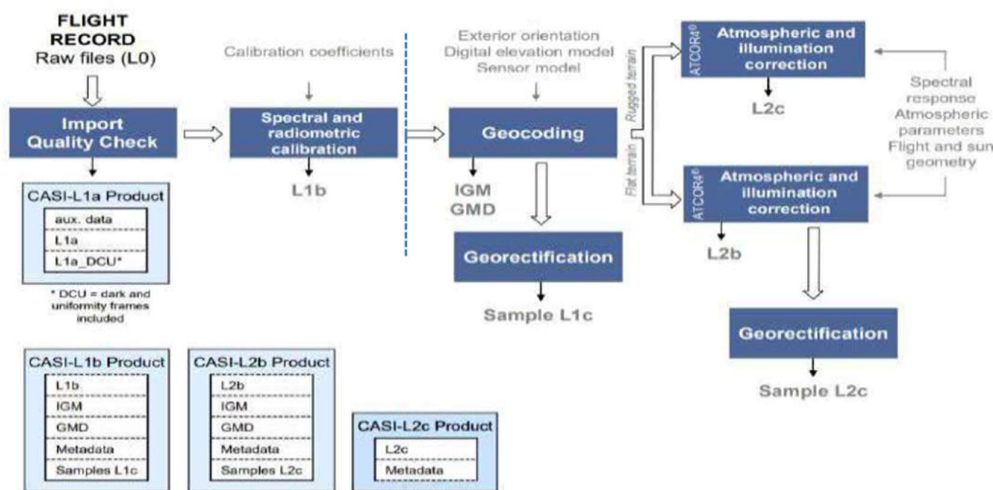 FLIGHT
RECORD
Raw files (L0)
Calibration coefficients
Exterior orientation
Digital elevation model
Sensor model
Import
Quality Check
Spectral and
radiometric
calibration
Geocoding
Rugged terrain
Flat terrain
ATCOR4®
Atmospheric and
illumination
correction
L2c
Spectral
response
Atmospheric
parameters
Flight and sun
geometry
ATCOR4®
Atmospheric and
illumination
correction
L2b
L1b
IGM
GMD
CASI-L1a Product
aux. data
L1a
L1a_DCU*
* DCU = dark and
uniformity frames
included
Georectification
Sample L1c
Georectification
Sample L2c
CASI-L1b Product
L1b
IGM
GMD
Metadata
Samples L1c
CASI-L2b Product
L2b
IGM
GMD
Metadata
Samples L2c
CASI-L2c Product
L2c
Metadata